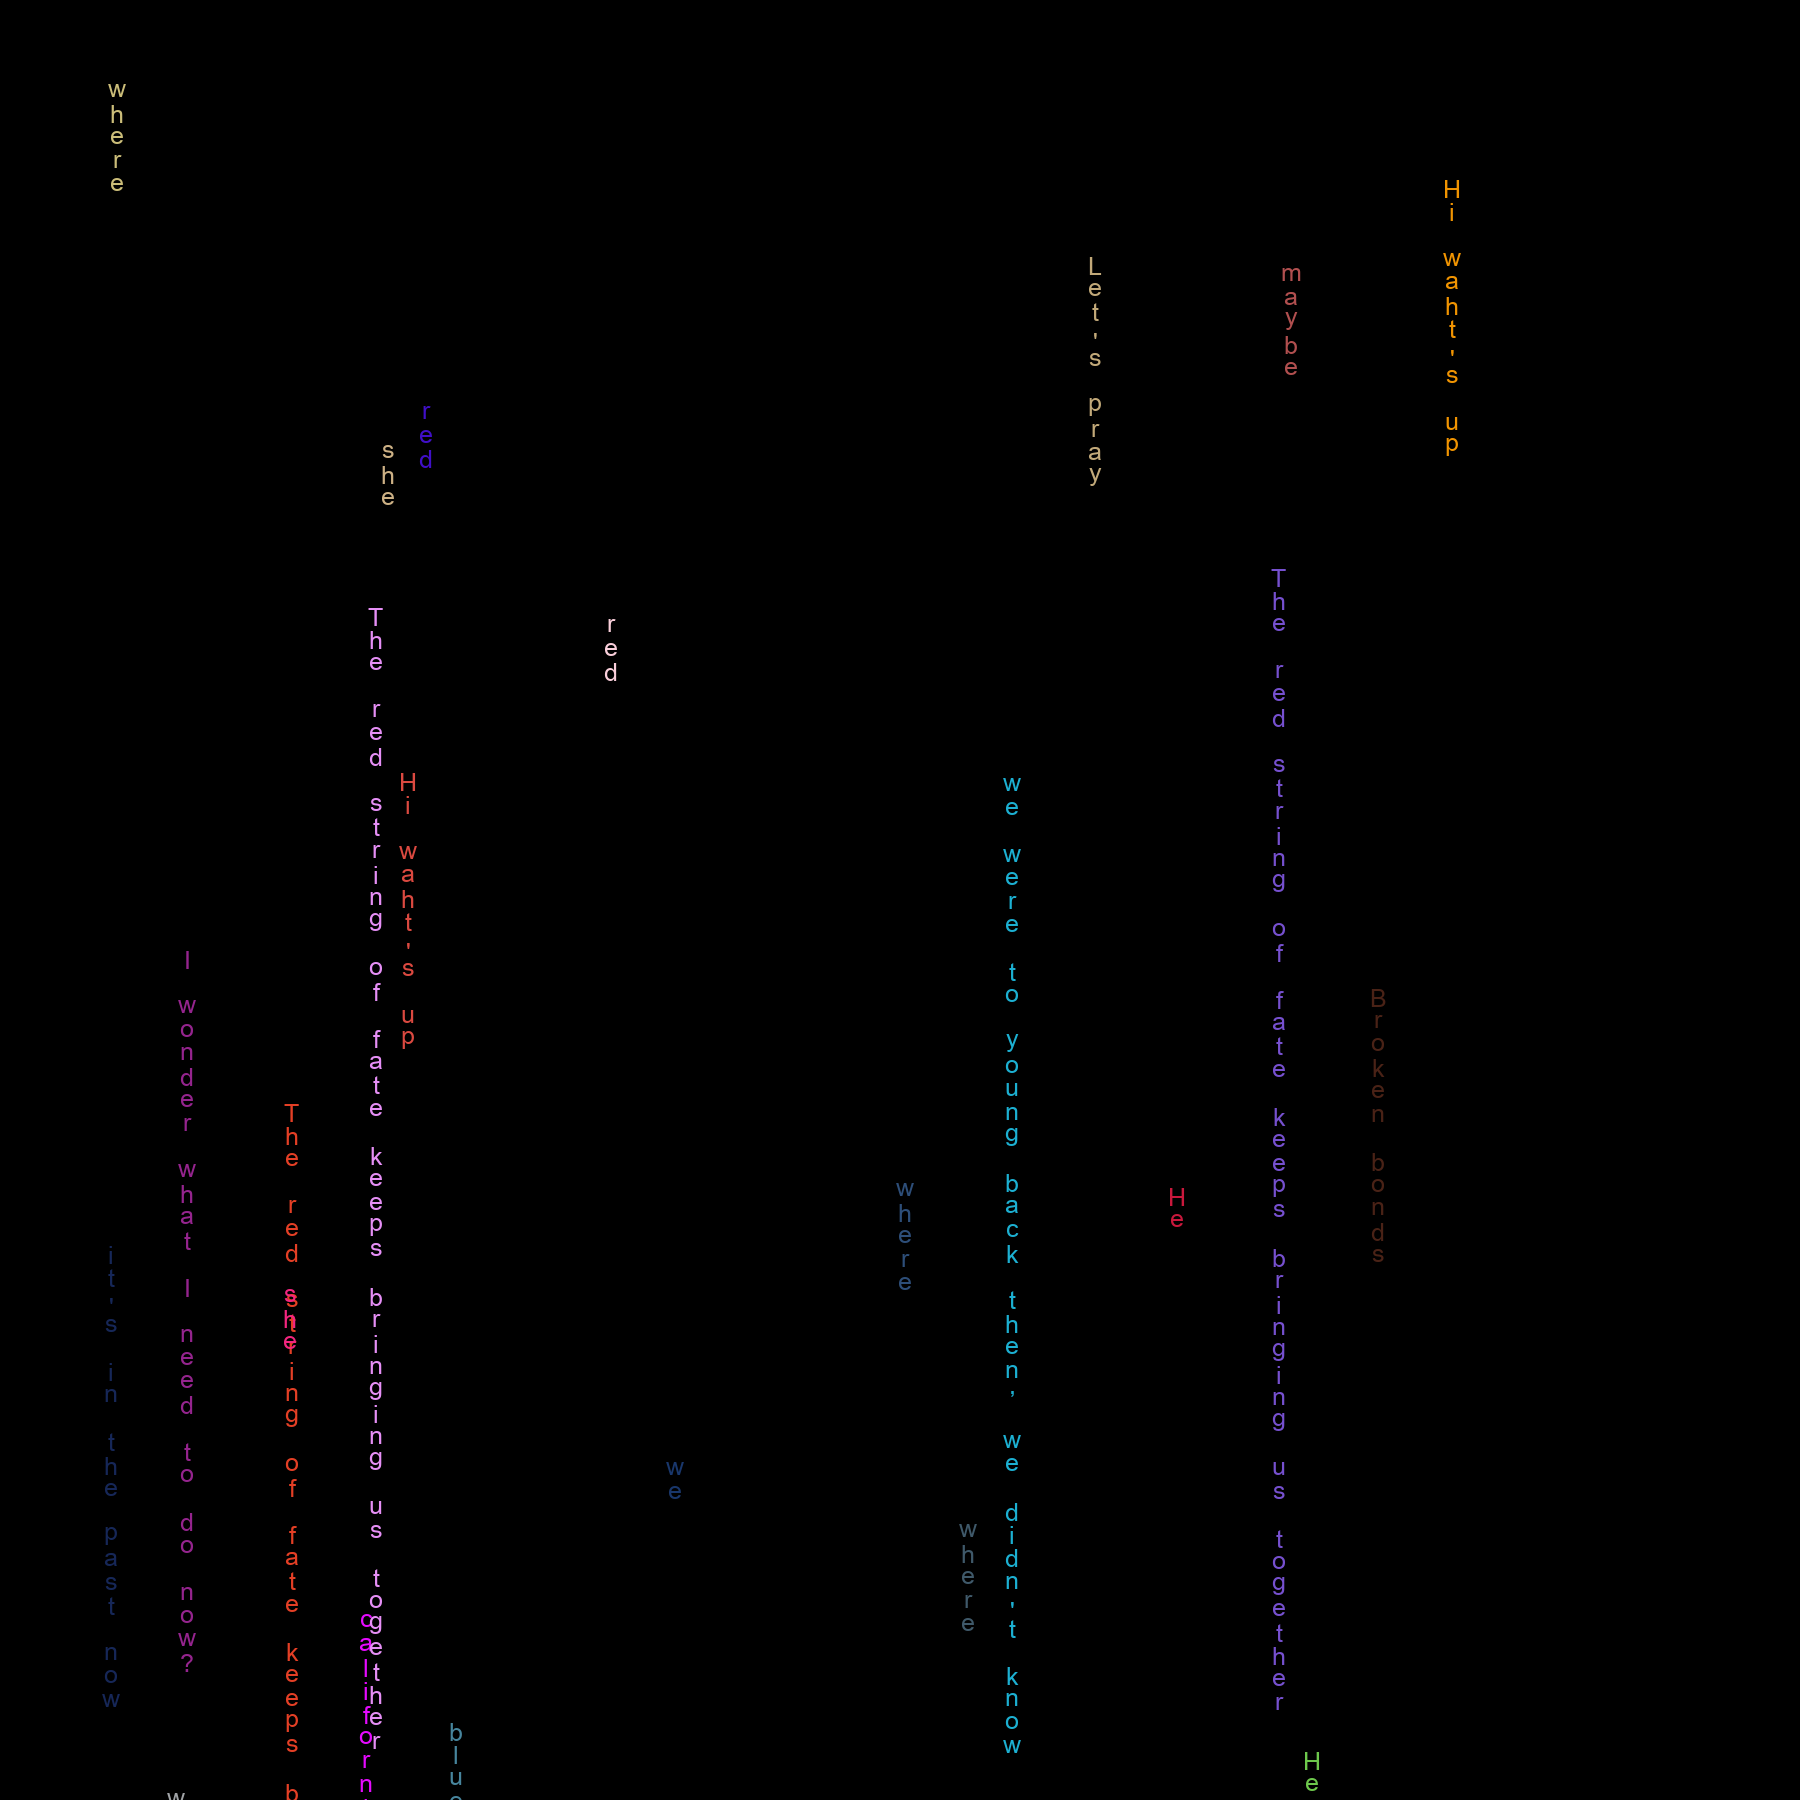 where
Hi waht's up
Let's pray
maybe
red
she
The red string of fate keeps bringing us together
The red string of fate keeps bringing us together
red
Hi waht's up
we were to young back then, we didn't know
I wonder what I need to do now?
Broken bonds
The red string of fate keeps b
where
He
it's in the past now
she
we
where
californ
blu
He
w